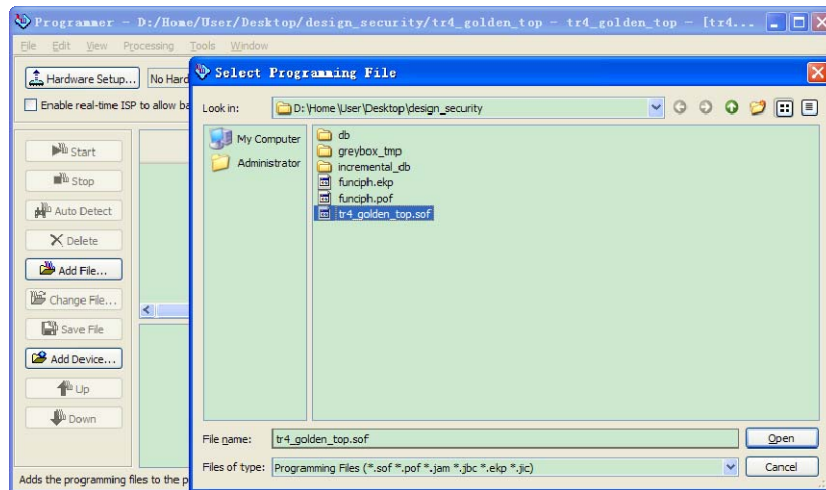 Programmer - D:/Home/User/Desktop/design_security/tr4_golden_top - tr4_golden_top - [tr4...
File Edit View Processing Tools Window
Hardware Setup... No Hard
Enable real-time ISP to allow ba
Start
Stop
Auto Detect
Delete
Add File...
Change File...
Save File
Add Device...
Up
Down
Adds the programming files to the p
Select Programming File
Look in: D:\Home\User\Desktop\design_security
My Computer
Administrator
db
greybox_tmp
incremental_db
funciph.ekp
funciph.pof
tr4_golden_top.sof
File name: tr4_golden_top.sof Open
Files of type: Programming Files (*.sof *.pof *.jam *.jbc *.ekp *.jic) Cancel